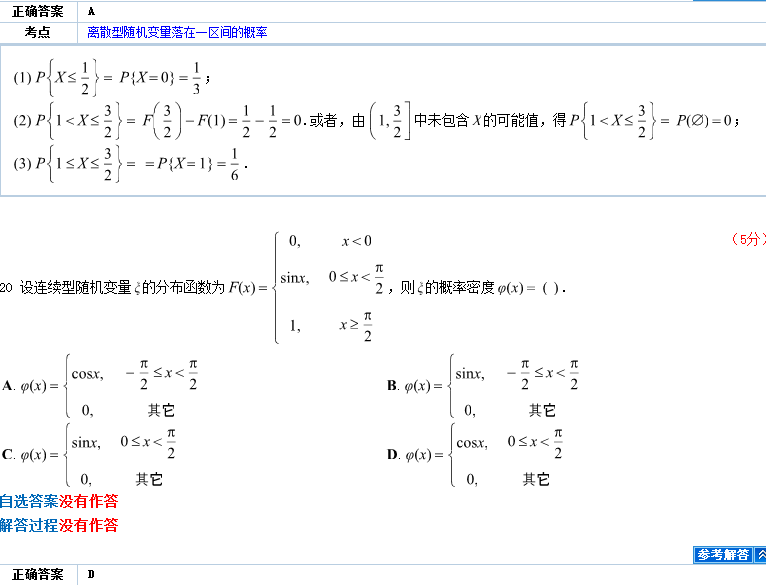 正确答案 A
考点 离散型随机变量落在一区间的概率
(1) P{X≤1/2}= P{X=0}=1/3；
(2) P{1<X≤3/2}= F(3/2)−F(1)=1/2−1/2=0.或者，由(1,3/2]中未包含X的可能值，得P{1<X≤3/2}= P(∅)=0；
(3) P{1≤X≤3/2}= =P{X=1}=1/6.
（5分）
20 设连续型随机变量ξ的分布函数为F(x)={0, x<0; sinx, 0≤x<π/2; 1, x≥π/2，则ξ的概率密度φ(x)=（ ）.
A. φ(x)={cosx, −π/2≤x<π/2; 0, 其它
B. φ(x)={sinx, −π/2≤x<π/2; 0, 其它
C. φ(x)={sinx, 0≤x<π/2; 0, 其它
D. φ(x)={cosx, 0≤x<π/2; 0, 其它
自选答案没有作答
解答过程没有作答
参考解答
正确答案 D